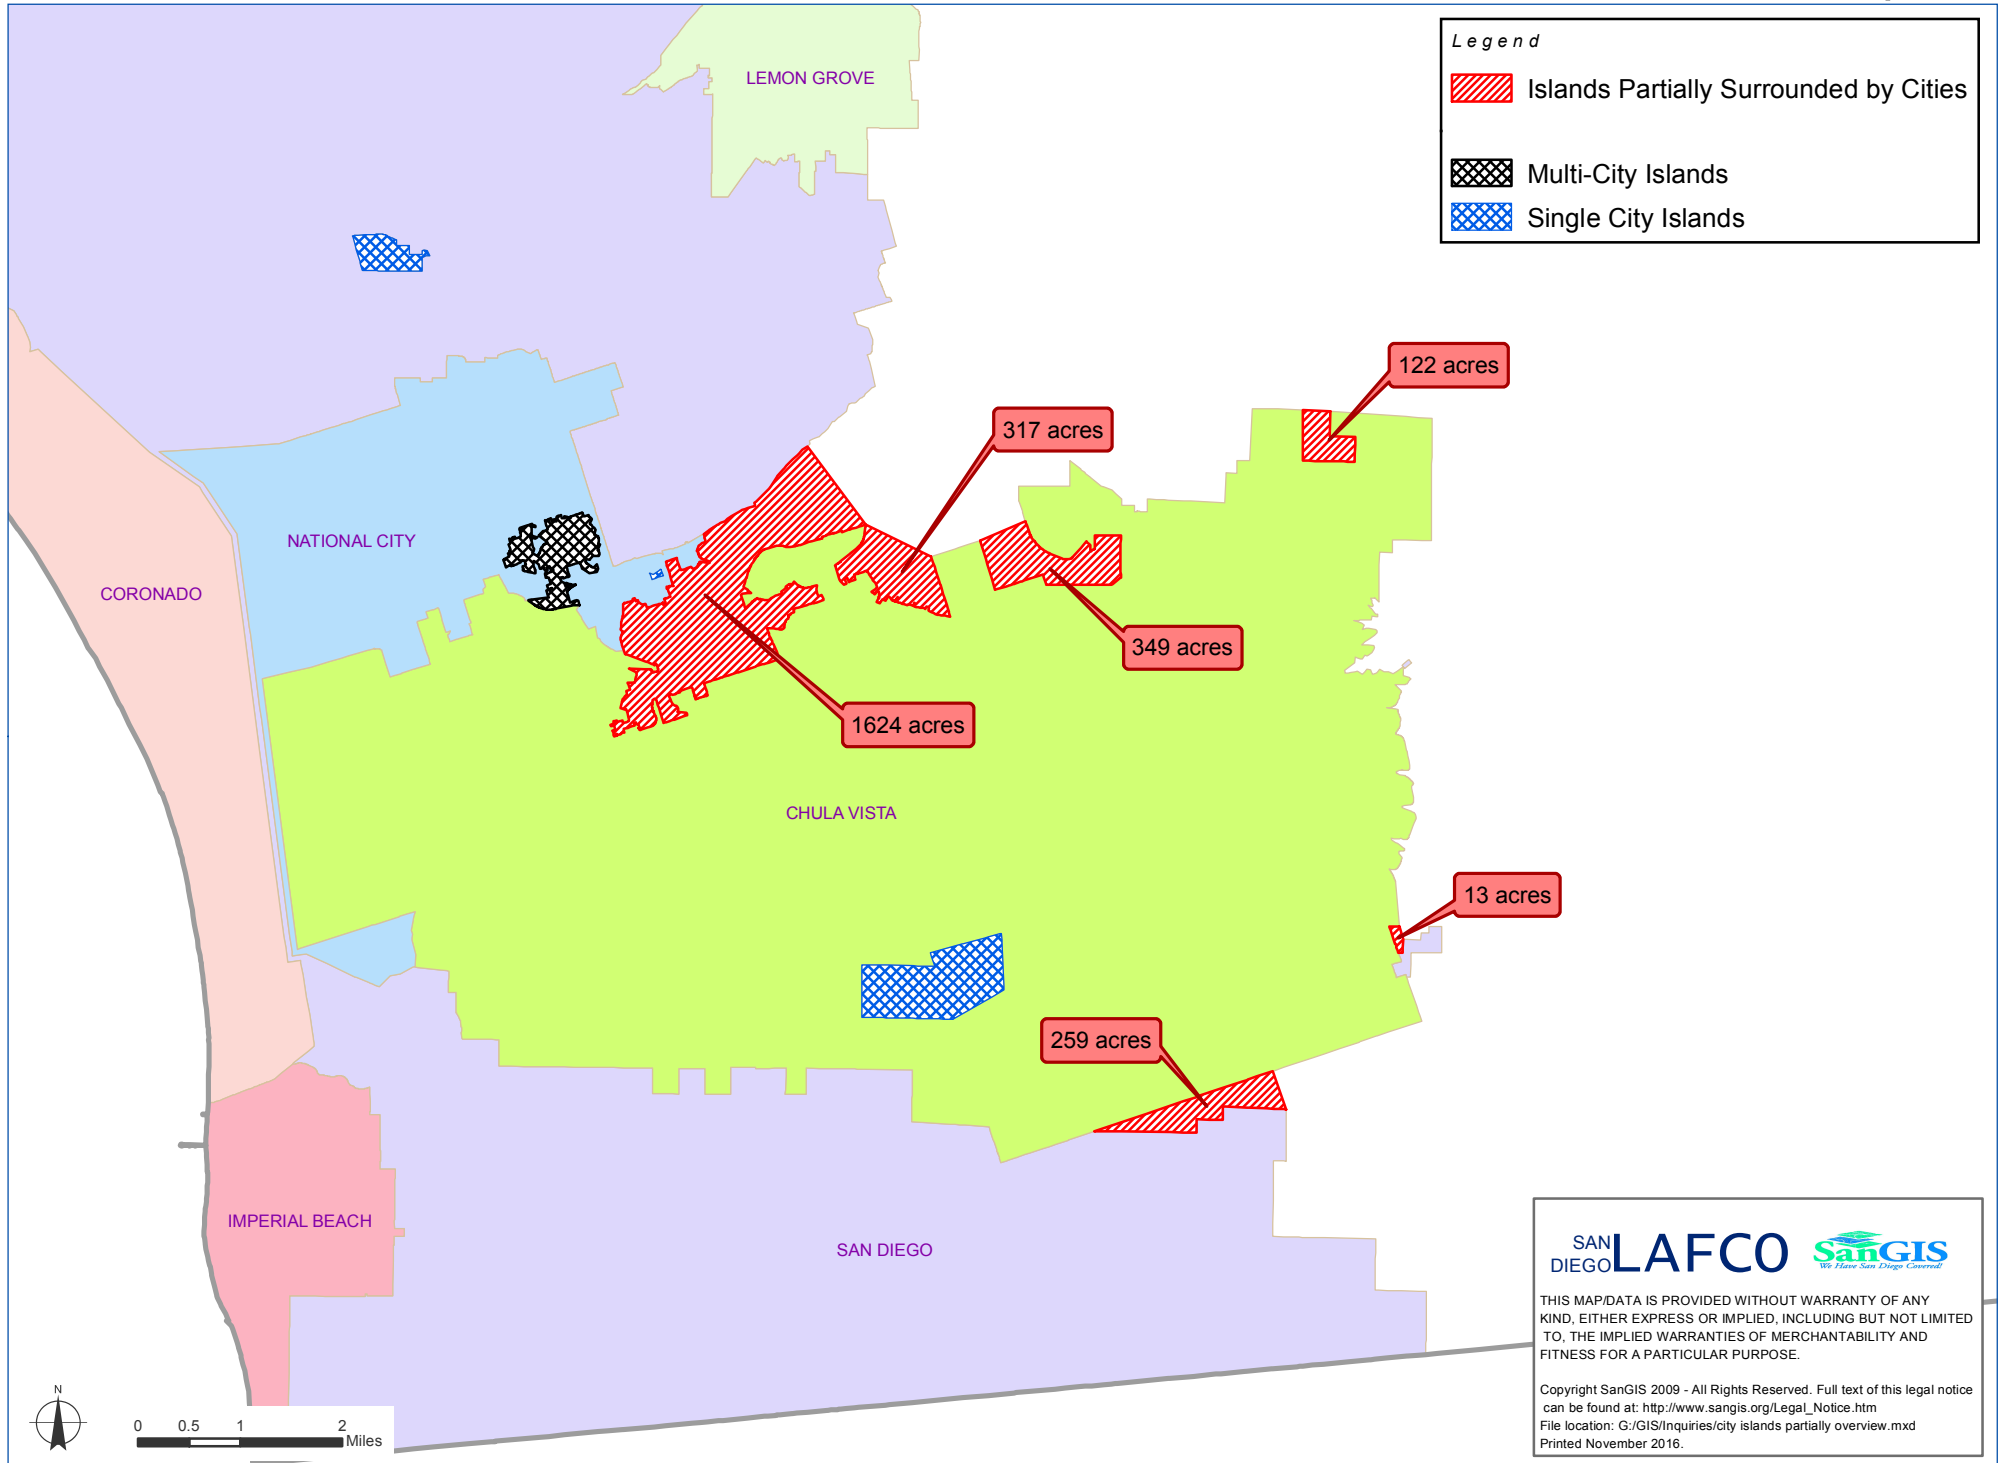 Legend
Islands Partially Surrounded by Cities
Multi-City Islands
Single City Islands
LEMON GROVE
122 acres
317 acres
NATIONAL CITY
CORONADO
349 acres
1624 acres
CHULA VISTA
13 acres
259 acres
IMPERIAL BEACH
SAN DIEGO
N
0 0.5 1 2
Miles
SAN
DIEGO
LAFCO
SanGIS
We Have San Diego Covered!
THIS MAP/DATA IS PROVIDED WITHOUT WARRANTY OF ANY
KIND, EITHER EXPRESS OR IMPLIED, INCLUDING BUT NOT LIMITED
TO, THE IMPLIED WARRANTIES OF MERCHANTABILITY AND
FITNESS FOR A PARTICULAR PURPOSE.
Copyright SanGIS 2009 - All Rights Reserved. Full text of this legal notice
can be found at: http://www.sangis.org/Legal_Notice.htm
File location: G:/GIS/Inquiries/city islands partially overview.mxd
Printed November 2016.